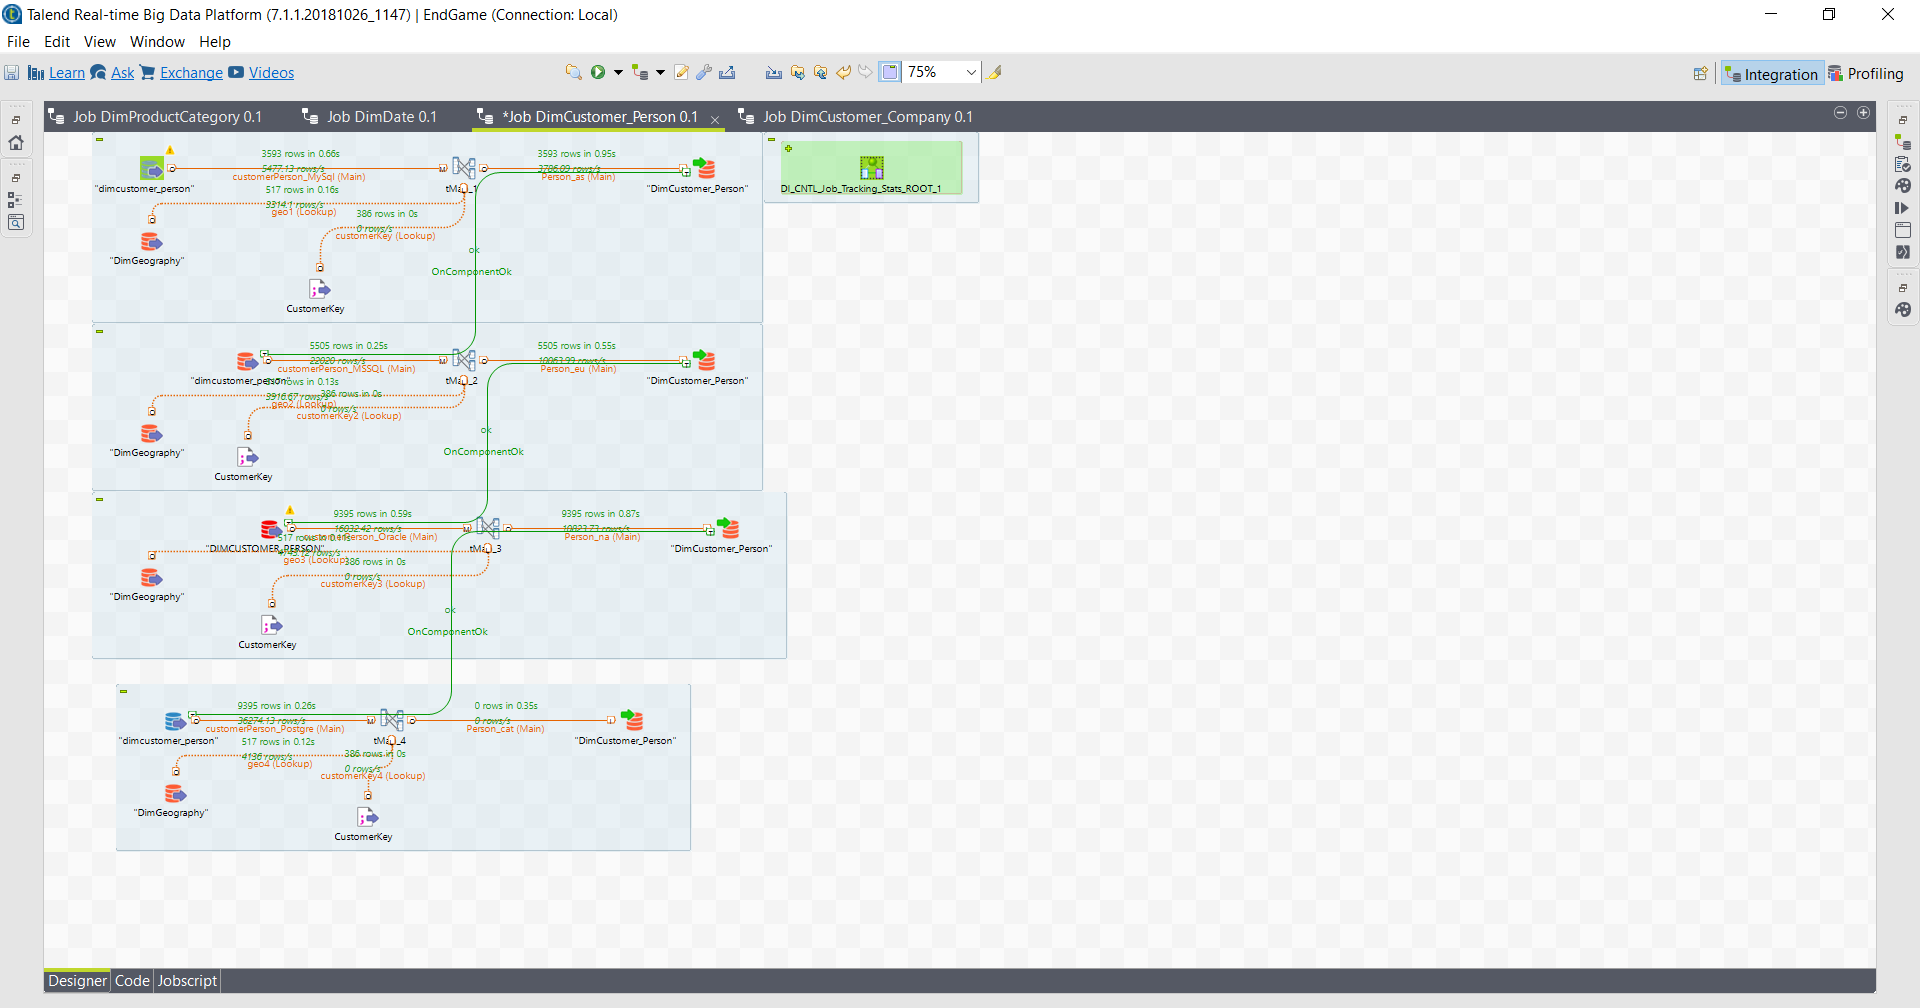 Talend Real-time Big Data Platform (7.1.1.20181026_1147) | EndGame (Connection: Local)
File Edit View Window Help
Learn Ask Exchange Videos 75% Integration Profiling
Job DimProductCategory 0.1 Job DimDate 0.1 *Job DimCustomer_Person 0.1 Job DimCustomer_Company 0.1
3593 rows in 0.66s
5477.13 rows/s
customerPerson_MySql (Main)
"dimcustomer_person"
tMap_1
3593 rows in 0.95s
3786.09 rows/s
Person_as (Main)
"DimCustomer_Person"
DI_CNTL_Job_Tracking_Stats_ROOT_1
517 rows in 0.16s
3314.1 rows/s
geo1 (Lookup)
386 rows in 0s
0 rows/s
customerKey (Lookup)
"DimGeography"
CustomerKey
ok
OnComponentOk
5505 rows in 0.25s
22020 rows/s
customerPerson_MSSQL (Main)
"dimcustomer_person"
tMap_2
5505 rows in 0.55s
Person_eu (Main)
"DimCustomer_Person"
rows in 0.13s
3916.67 rows/s
geo2 (Lookup)
386 rows in 0s
0 rows/s
customerKey2 (Lookup)
"DimGeography"
CustomerKey
ok
OnComponentOk
9395 rows in 0.59s
16032.42 rows/s
customerPerson_Oracle (Main)
"DIMCUSTOMER_PERSON"
tMap_3
9395 rows in 0.87s
10823.73 rows/s
Person_na (Main)
"DimCustomer_Person"
517 rows in
geo3 (Lookup)
386 rows in 0s
0 rows/s
customerKey3 (Lookup)
"DimGeography"
CustomerKey
ok
OnComponentOk
9395 rows in 0.26s
36274.13 rows/s
customerPerson_Postgre (Main)
"dimcustomer_person"
tMap_4
0 rows in 0.35s
0 rows/s
Person_cat (Main)
"DimCustomer_Person"
517 rows in 0.12s
4136 rows/s
geo4 (Lookup)
386 rows in 0s
0 rows/s
customerKey4 (Lookup)
"DimGeography"
CustomerKey
Designer Code Jobscript